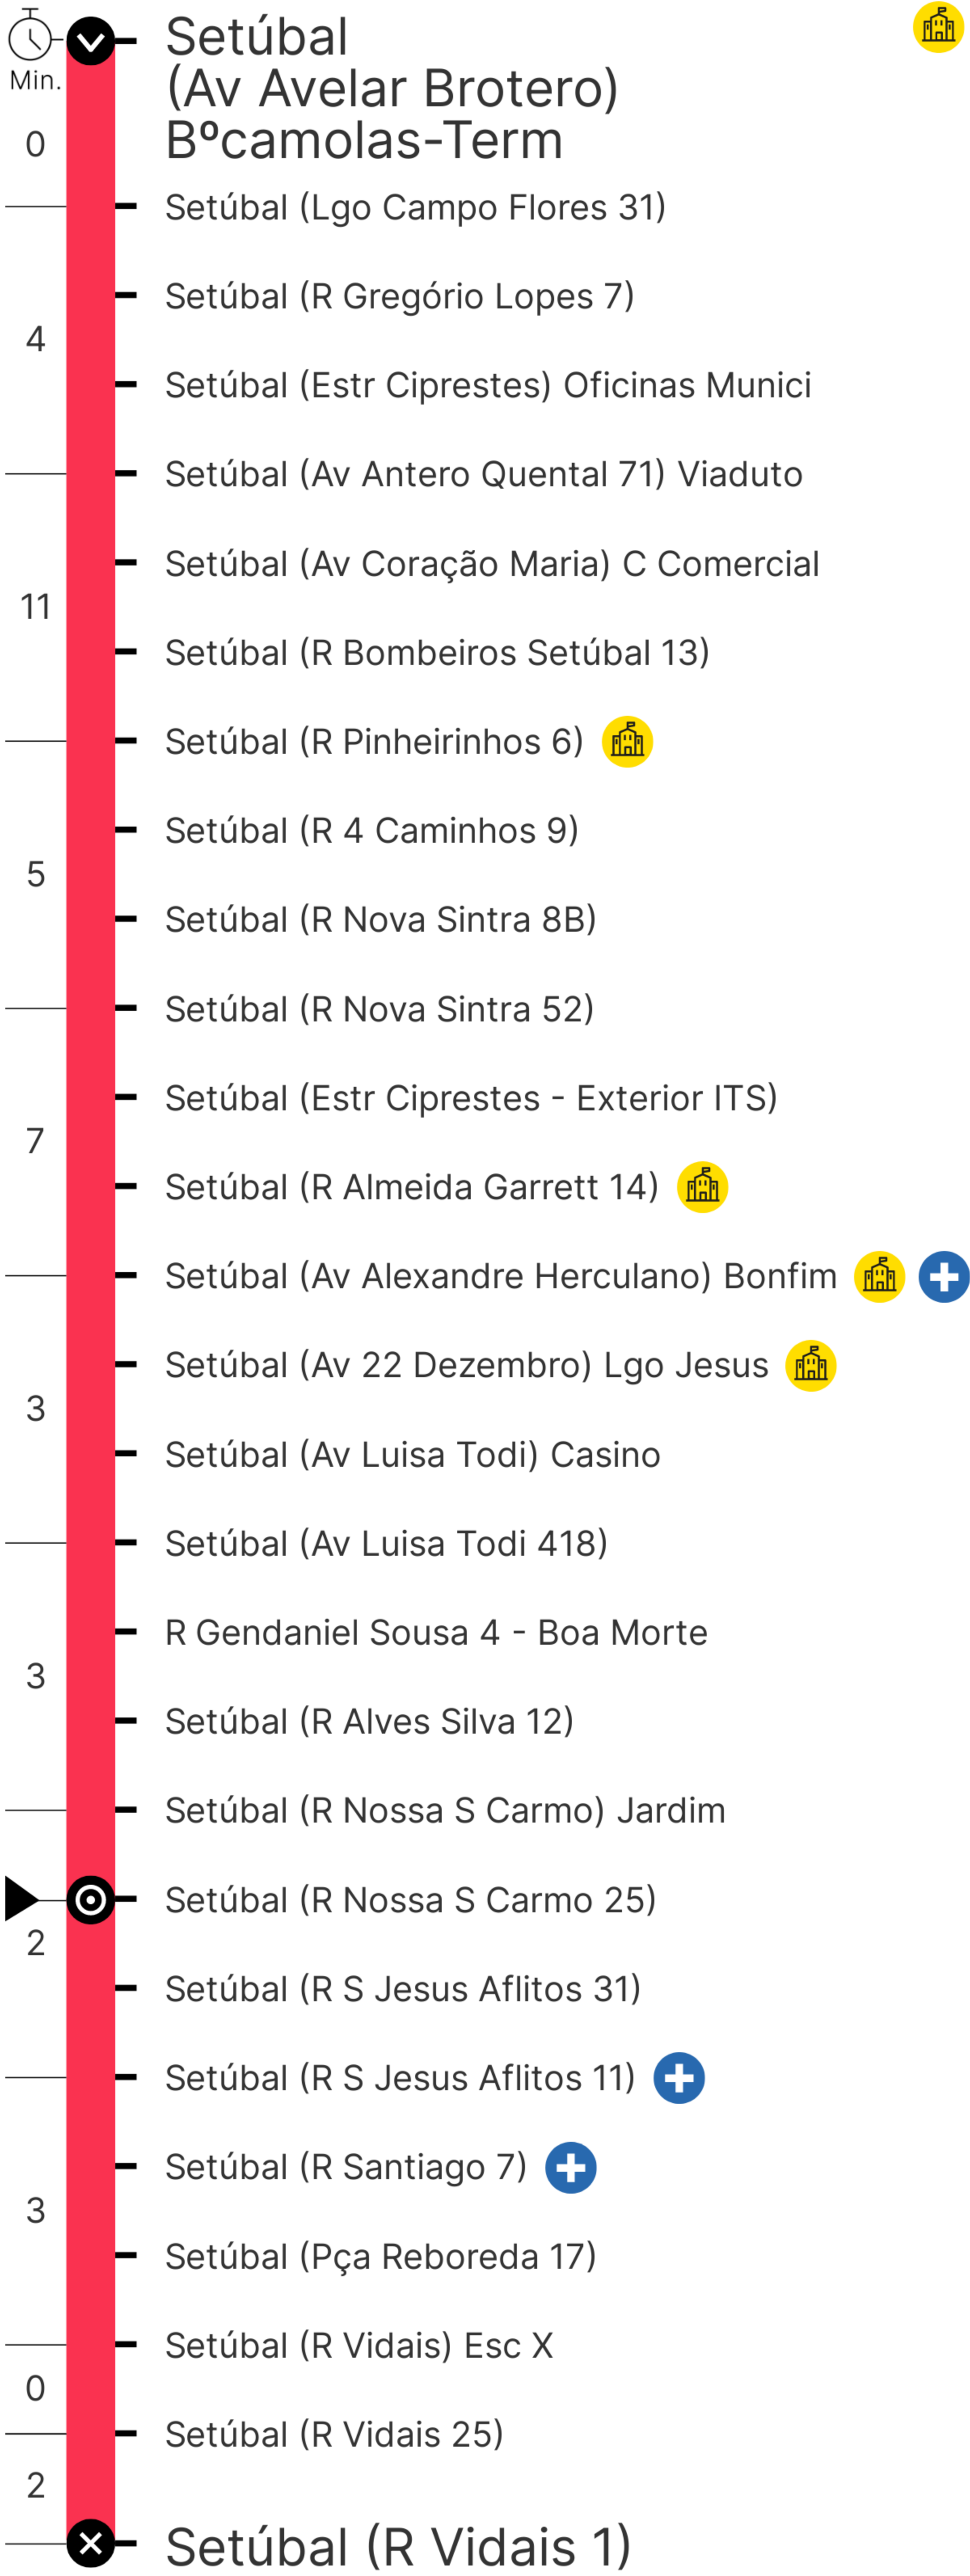 Setúbal
(Av Avelar Brotero)
Bºcamolas-Term
Min.
0
Setúbal (Lgo Campo Flores 31)
Setúbal (R Gregório Lopes 7)
4
Setúbal (Estr Ciprestes) Oficinas Munici
Setúbal (Av Antero Quental 71) Viaduto
Setúbal (Av Coração Maria) C Comercial
11
Setúbal (R Bombeiros Setúbal 13)
Setúbal (R Pinheirinhos 6)
Setúbal (R 4 Caminhos 9)
5
Setúbal (R Nova Sintra 8B)
Setúbal (R Nova Sintra 52)
Setúbal (Estr Ciprestes - Exterior ITS)
7
Setúbal (R Almeida Garrett 14)
Setúbal (Av Alexandre Herculano) Bonfim
Setúbal (Av 22 Dezembro) Lgo Jesus
3
Setúbal (Av Luisa Todi) Casino
Setúbal (Av Luisa Todi 418)
R Gendaniel Sousa 4 - Boa Morte
3
Setúbal (R Alves Silva 12)
Setúbal (R Nossa S Carmo) Jardim
Setúbal (R Nossa S Carmo 25)
2
Setúbal (R S Jesus Aflitos 31)
Setúbal (R S Jesus Aflitos 11)
Setúbal (R Santiago 7)
3
Setúbal (Pça Reboreda 17)
Setúbal (R Vidais) Esc X
0
Setúbal (R Vidais 25)
2
Setúbal (R Vidais 1)